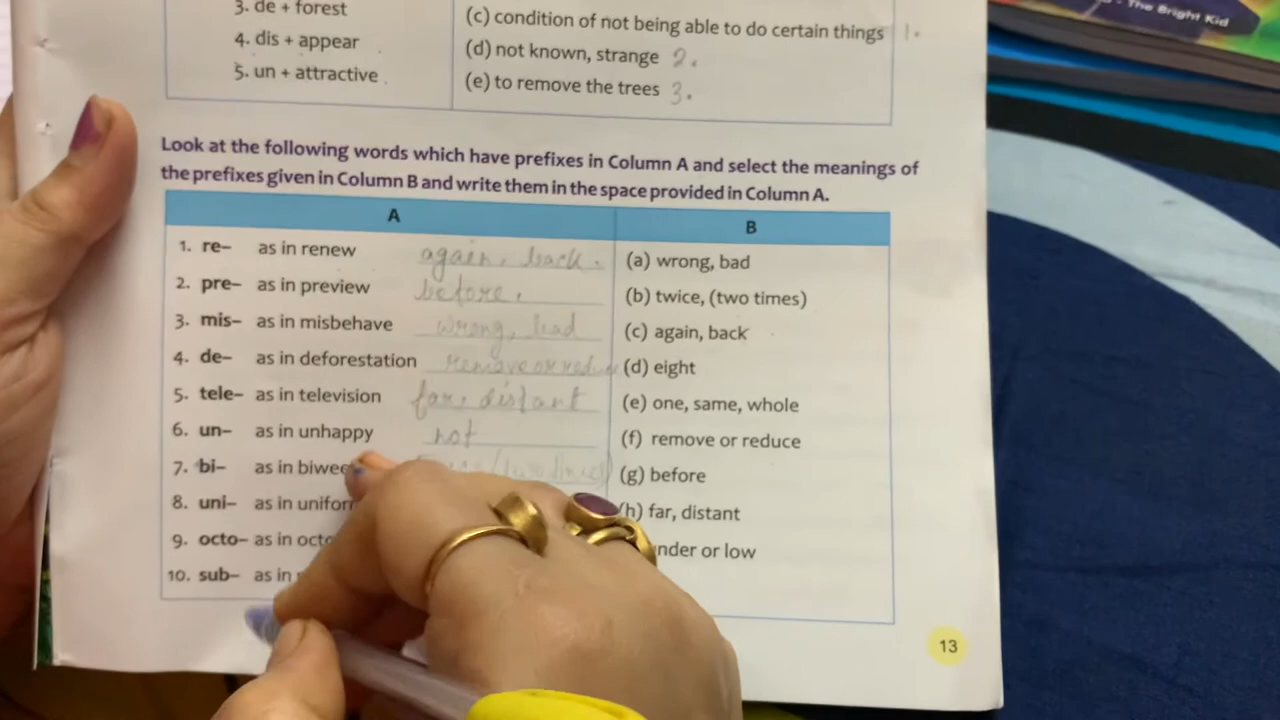 - The Bright Kid
3. de + forest
4. dis + appear
5. un + attractive
(c) condition of not being able to do certain things 1.
(d) not known, strange 2.
(e) to remove the trees 3.
Look at the following words which have prefixes in Column A and select the meanings of
the prefixes given in Column B and write them in the space provided in Column A.
A
B
1. re– as in renew again, back.
2. pre– as in preview before.
3. mis– as in misbehave wrong, bad
4. de– as in deforestation remove or
5. tele– as in television far, distant
6. un– as in unhappy not
7. bi– as in
8. uni– as in
9. octo– as in
10. sub– as in
(a) wrong, bad
(b) twice, (two times)
(c) again, back
(d) eight
(e) one, same, whole
(f) remove or reduce
(g) before
(h) far, distant
or low
13